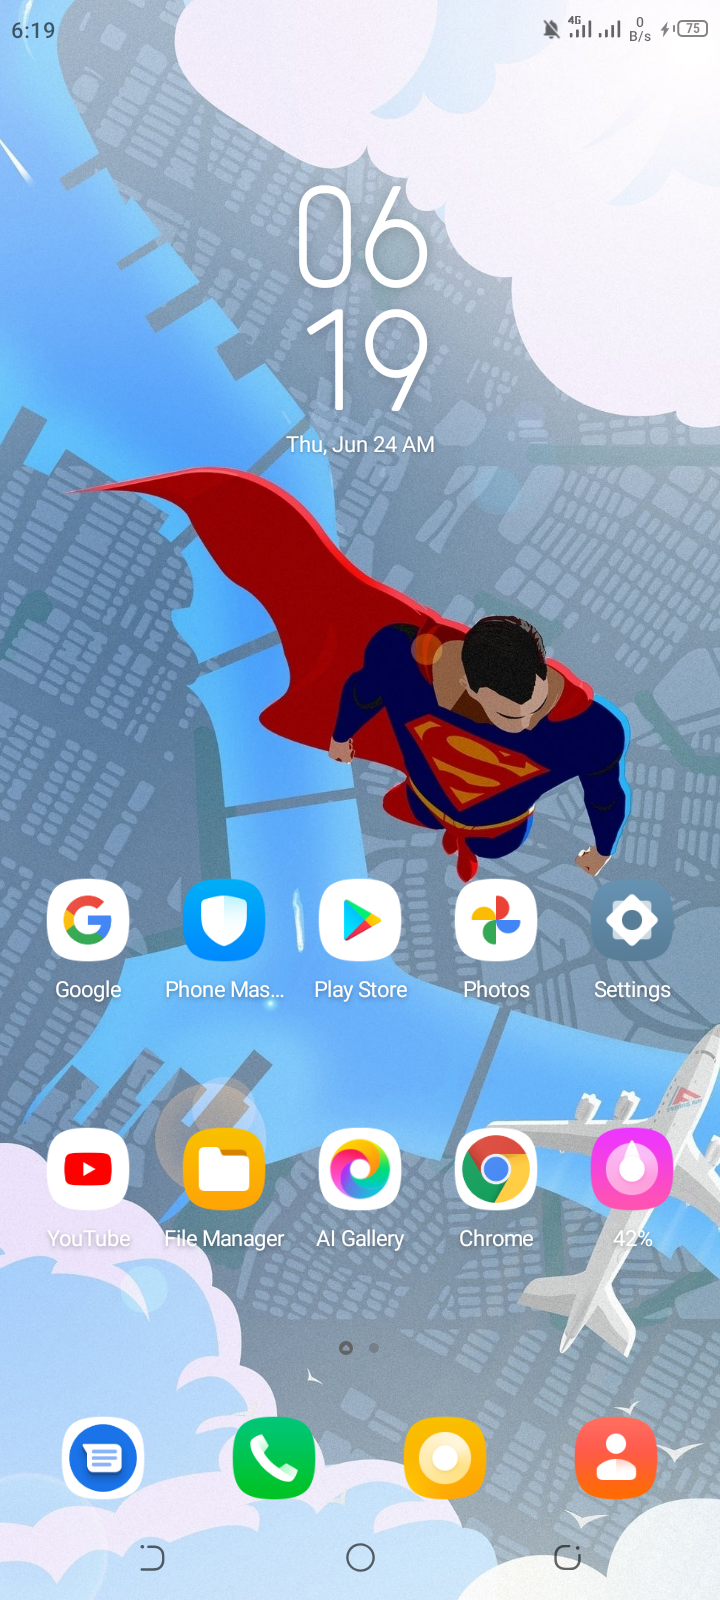 6:19
4G
0
B/s
75
06
19
Thu, Jun 24 AM
Google
Phone Mas...
Play Store
Photos
Settings
YouTube
File Manager
AI Gallery
Chrome
42%